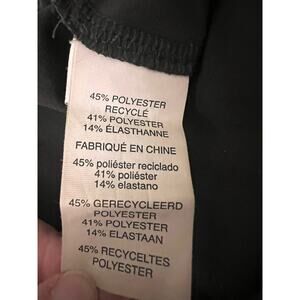 45% POLYESTER
RECYCLÉ
41% POLYESTER
14% ÉLASTHANNE
FABRIQUÉ EN CHINE
45% poliéster reciclado
41% poliéster
14% elastano
45% GERECYCLEERD
POLYESTER
41% POLYESTER
14% ELASTAAN
45% RECYCELTES
POLYESTER